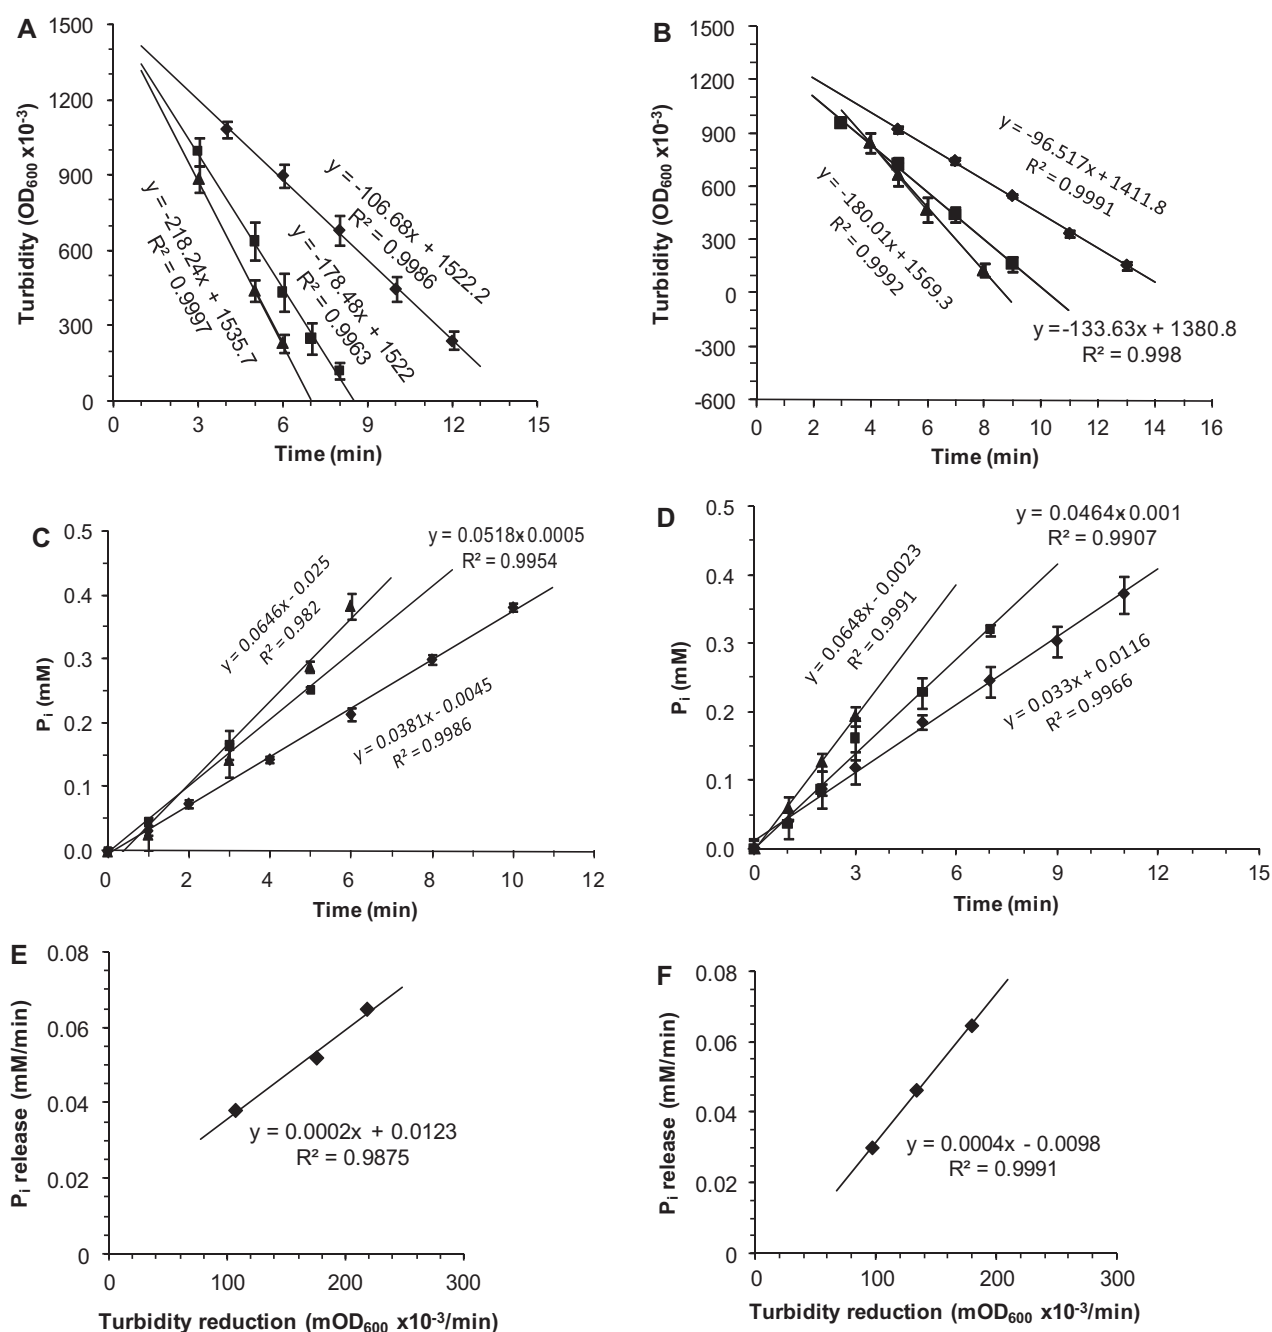 A
1500
1200
900
600
300
0
Turbidity (OD600 x10-3)
y = -106.68x + 1522.2
R² = 0.9986
y = -178.48x + 1522
R² = 0.9963
y = -218.24x + 1535.7
R² = 0.9997
0 3 6 9 12 15
Time (min)
B
1500
1200
900
600
300
0
-300
-600
Turbidity (OD600 x10-3)
y = -96.517x + 1411.8
R² = 0.9991
y = -180.01x + 1569.3
R² = 0.9992
y =-133.63x + 1380.8
R² = 0.998
0 2 4 6 8 10 12 14 16
Time (min)
C
0.5
0.4
0.3
0.2
0.1
0.0
Pi (mM)
y = 0.0646x - 0.025
R² = 0.982
y = 0.0518x 0.0005
R² = 0.9954
y = 0.0381x - 0.0045
R² = 0.9986
0 2 4 6 8 10 12
Time (min)
D
0.5
0.4
0.3
0.2
0.1
0.0
Pi (mM)
y = 0.0648x - 0.0023
R² = 0.9991
y = 0.0464x 0.001
R² = 0.9907
y = 0.033x + 0.0116
R² = 0.9966
0 3 6 9 12 15
Time (min)
E
0.08
0.06
0.04
0.02
0
Pi release (mM/min)
y = 0.0002x + 0.0123
R² = 0.9875
0 100 200 300
Turbidity reduction (mOD600 x10-3/min)
F
0.08
0.06
0.04
0.02
0
Pi release (mM/min)
y = 0.0004x - 0.0098
R² = 0.9991
0 100 200 300
Turbidity reduction (mOD600 x10-3/min)